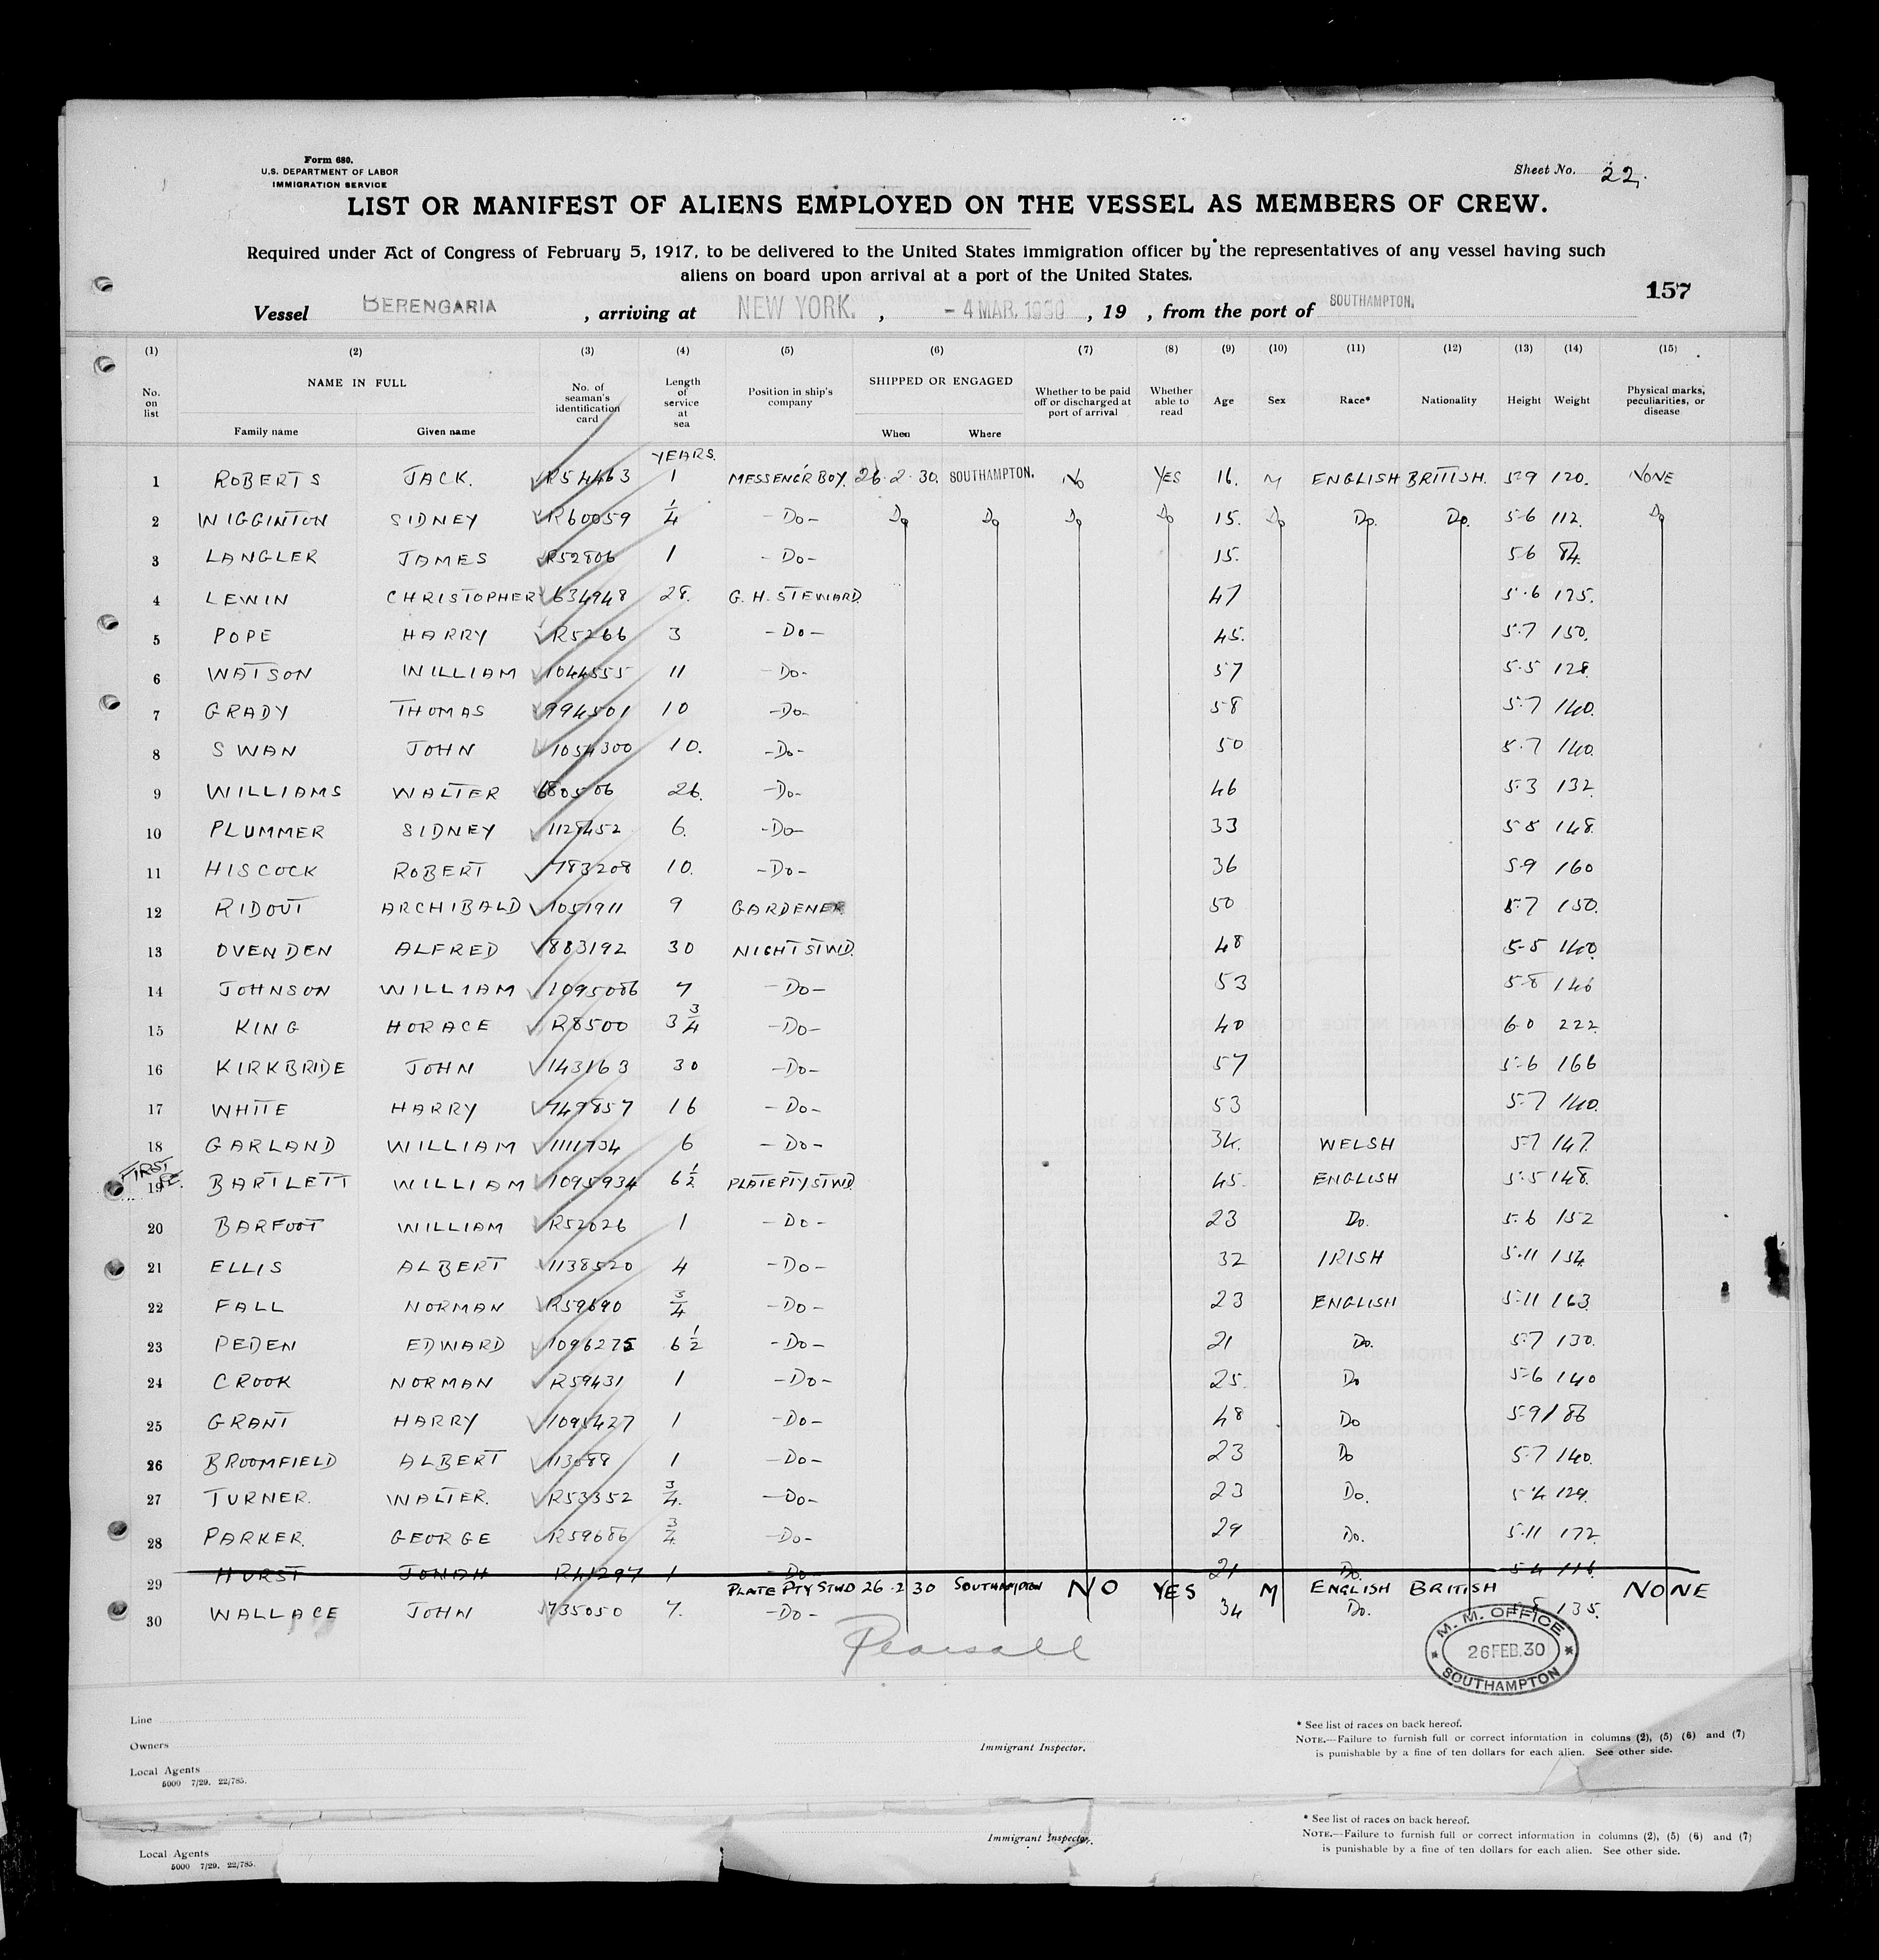 Form 680.
U.S. DEPARTMENT OF LABOR
IMMIGRATION SERVICE
Sheet No. 22.
LIST OR MANIFEST OF ALIENS EMPLOYED ON THE VESSEL AS MEMBERS OF CREW.
Required under Act of Congress of February 5, 1917, to be delivered to the United States immigration officer by the representatives of any vessel having such
aliens on board upon arrival at a port of the United States.
157
Vessel BERENGARIA , arriving at NEW YORK. , - 4 MAR. 1930 , 19 , from the port of SOUTHAMPTON.
(1) (2) (3) (4) (5) (6) (7) (8) (9) (10) (11) (12) (13) (14) (15)
No. on list NAME IN FULL Family name Given name No. of seaman's identification card Length of service at sea Position in ship's company SHIPPED OR ENGAGED When Where Whether to be paid off or discharged at port of arrival Whether able to read Age Sex Race* Nationality Height Weight Physical marks, peculiarities, or disease
YEARS.
1 ROBERTS JACK. R54463 1 MESSENG'R BOY. 26.2.30. SOUTHAMPTON. No YES 16. M ENGLISH BRITISH. 5-9 120. NONE
2 WIGGINTON SIDNEY R60059 1/4 -Do- Do Do Do Do 15. Do Do. Do. 5-6 112. Do
3 LANGLER JAMES R52806 1 -Do- 15. 5-6 84.
4 LEWIN CHRISTOPHER 634948 28. G.H. STEWARD. 47 5-6 175.
5 POPE HARRY R5266 3 -Do- 45. 5-7 150.
6 WATSON WILLIAM 1044555 11 -Do- 57 5-5 128.
7 GRADY THOMAS 994501 10 -Do- 58 5-7 140.
8 SWAN JOHN 1054300 10. -Do- 50 5-7 140.
9 WILLIAMS WALTER 680506 26. -Do- 46 5-3 132.
10 PLUMMER SIDNEY 1128452 6. -Do- 33 5-8 148.
11 HISCOCK ROBERT 783208 10. -Do- 36 5-9 160
12 RIDOUT ARCHIBALD 1051911 9 GARDENER 50 5-7 150.
13 OVENDEN ALFRED 883192 30 NIGHT STWD. 48 5-5 140.
14 JOHNSON WILLIAM 1095086 7 -Do- 53 5-8 146
15 KING HORACE R8500 3 3/4 -Do- 40 6-0 222.
16 KIRKBRIDE JOHN 143163 30 -Do- 57 5-6 166
17 WHITE HARRY 749857 16 -Do- 53 5-7 140.
18 GARLAND WILLIAM 1111734 6 -Do- 34. WELSH 5-7 147.
FIRST
19 BARTLETT WILLIAM 1095934 6 1/2 PLATE PTY STWD. 45. ENGLISH 5-5 148.
20 BARFOOT WILLIAM R52026 1 -Do- 23 Do. 5-6 152
21 ELLIS ALBERT 1138520 4 -Do- 32 IRISH 5-11 154
22 FALL NORMAN R59690 3/4 -Do- 23 ENGLISH 5-11 163.
23 PEDEN EDWARD 1096275 6 1/2 -Do- 21 Do. 5-7 130.
24 CROOK NORMAN R59431 1 -Do- 25. Do 5-6 140
25 GRANT HARRY 1095427 1 -Do- 48 Do 5-9 186
26 BROOMFIELD ALBERT 1 -Do- 23 Do 5-7 140.
27 TURNER. WALTER. R53352 3/4. -Do- 23 Do. 5-4 129.
28 PARKER. GEORGE R59686 3/4 -Do- 29 Do. 5-11 172.
29 HURST JONAH R41297 1 -Do- 21 Do. 5-4 116.
PLATE PTY STWD 26.2.30 SOUTHAMPTON NO YES M ENGLISH BRITISH NONE
30 WALLACE JOHN 735050 7. -Do- 34 Do. 135.
Pearsall
M. M. OFFICE
26 FEB. 30
SOUTHAMPTON
Line
Owners
Local Agents
5000 7/29. 22/785.
Immigrant Inspector.
* See list of races on back hereof.
NOTE.—Failure to furnish full or correct information in columns (2), (5) (6) and (7)
is punishable by a fine of ten dollars for each alien. See other side.
Local Agents
5000 7/29. 22/785.
Immigrant Inspector.
* See list of races on back hereof.
NOTE.—Failure to furnish full or correct information in columns (2), (5) (6) and (7)
is punishable by a fine of ten dollars for each alien. See other side.